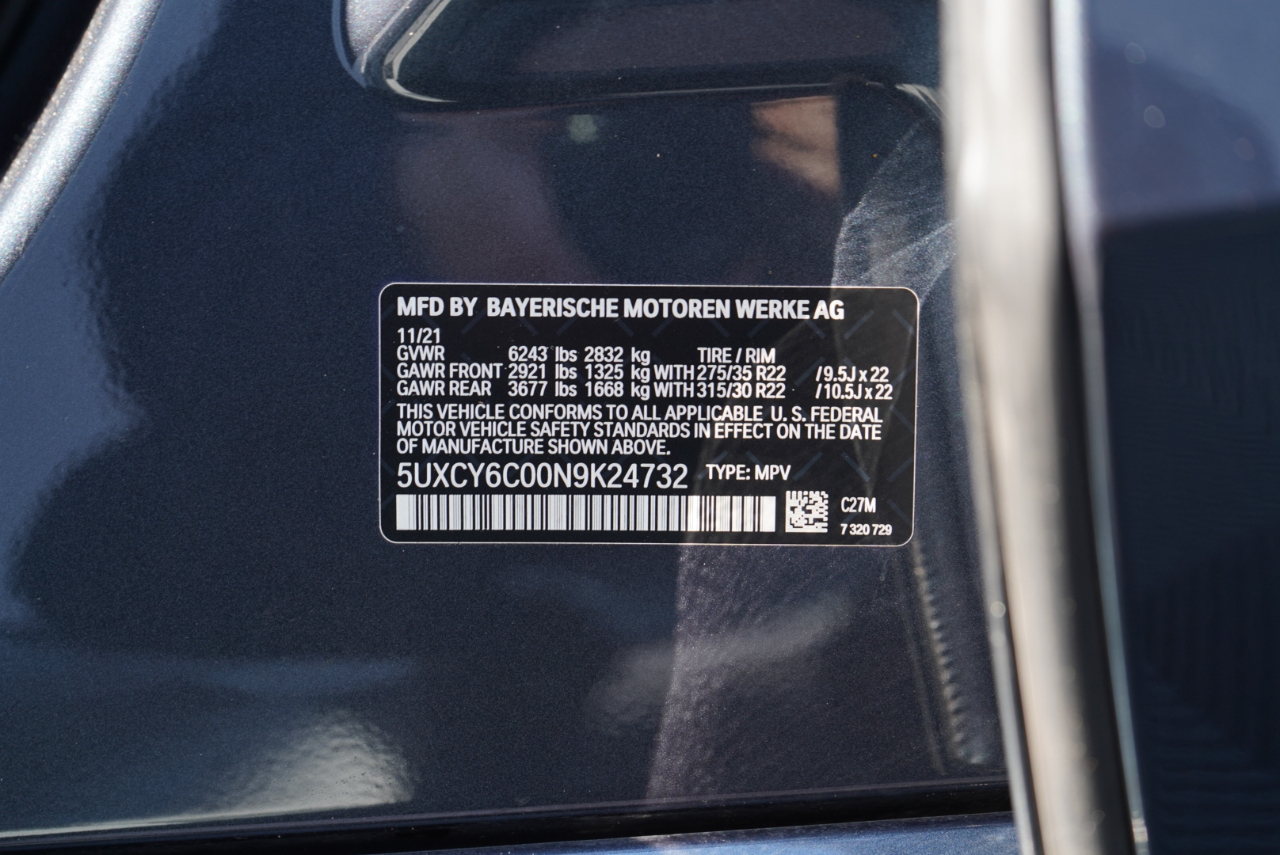 MFD BY BAYERISCHE MOTOREN WERKE AG
11/21
GVWR 6243 lbs 2832 kg TIRE / RIM
GAWR FRONT 2921 lbs 1325 kg WITH 275/35 R22 /9.5J x 22
GAWR REAR 3677 lbs 1668 kg WITH 315/30 R22 /10.5J x 22
THIS VEHICLE CONFORMS TO ALL APPLICABLE U. S. FEDERAL
MOTOR VEHICLE SAFETY STANDARDS IN EFFECT ON THE DATE
OF MANUFACTURE SHOWN ABOVE.
5UXCY6C00N9K24732 TYPE: MPV
C27M
7 320 729